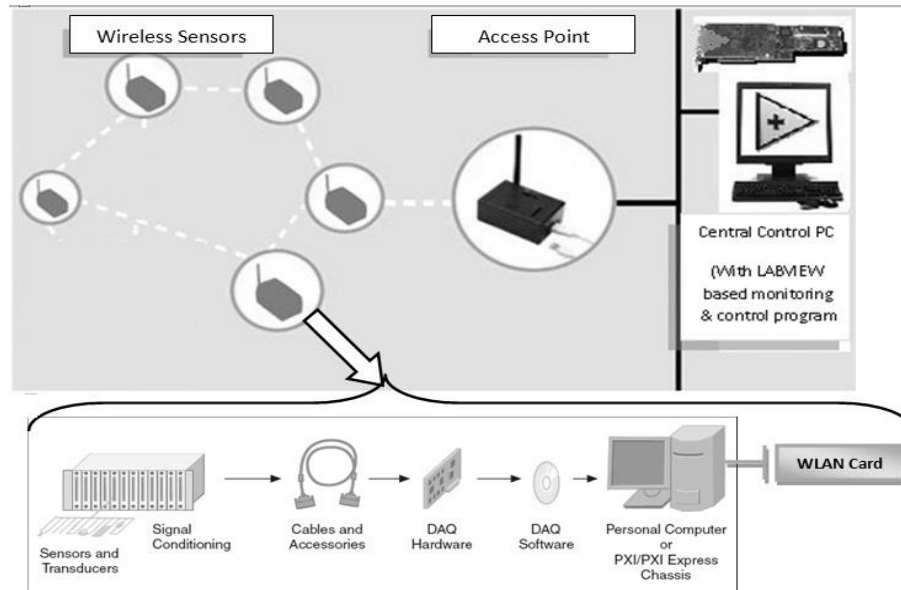 Wireless Sensors
Access Point
Central Control PC
(With LABVIEW
based monitoring
& control program
Sensors and
Transducers
Signal
Conditioning
Cables and
Accessories
DAQ
Hardware
DAQ
Software
Personal Computer
or
PXI/PXI Express
Chassis
WLAN Card